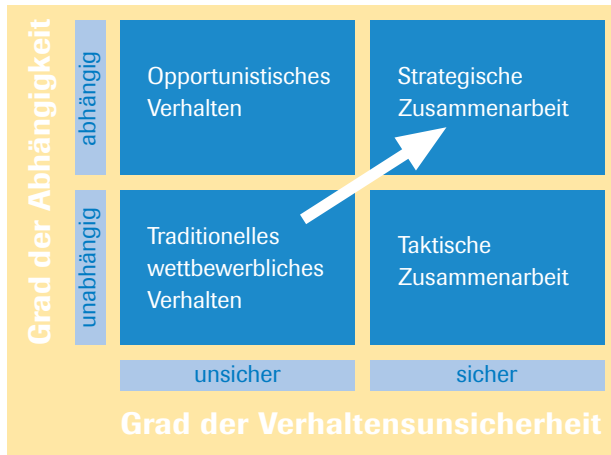 Grad der Abhängigkeit
abhängig
Opportunistisches
Verhalten
Strategische
Zusammenarbeit
unabhängig
Traditionelles
wettbewerbliches
Verhalten
Taktische
Zusammenarbeit
unsicher
sicher
Grad der Verhaltensunsicherheit